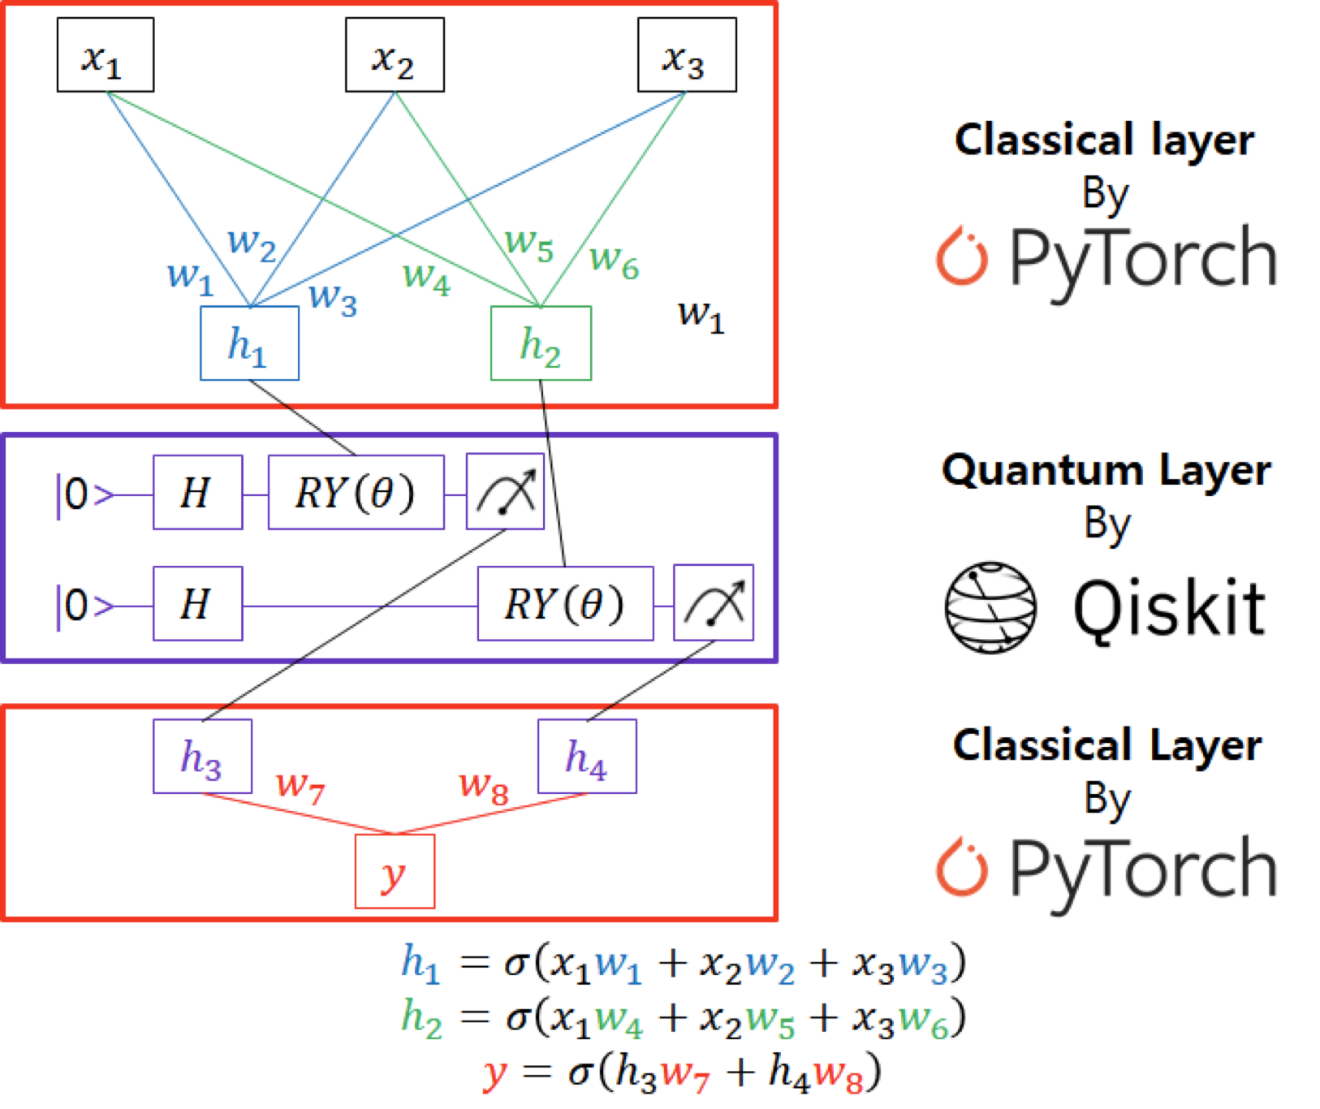 x₁ x₂ x₃
Classical layer
By
PyTorch
w₁ w₂ w₃ w₄ w₅ w₆
h₁ h₂ w₁
|0> H RY(θ)
|0> H RY(θ)
Quantum Layer
By
Qiskit
h₃ w₇ w₈ h₄
y
Classical Layer
By
PyTorch
h₁ = σ(x₁w₁ + x₂w₂ + x₃w₃)
h₂ = σ(x₁w₄ + x₂w₅ + x₃w₆)
y = σ(h₃w₇ + h₄w₈)